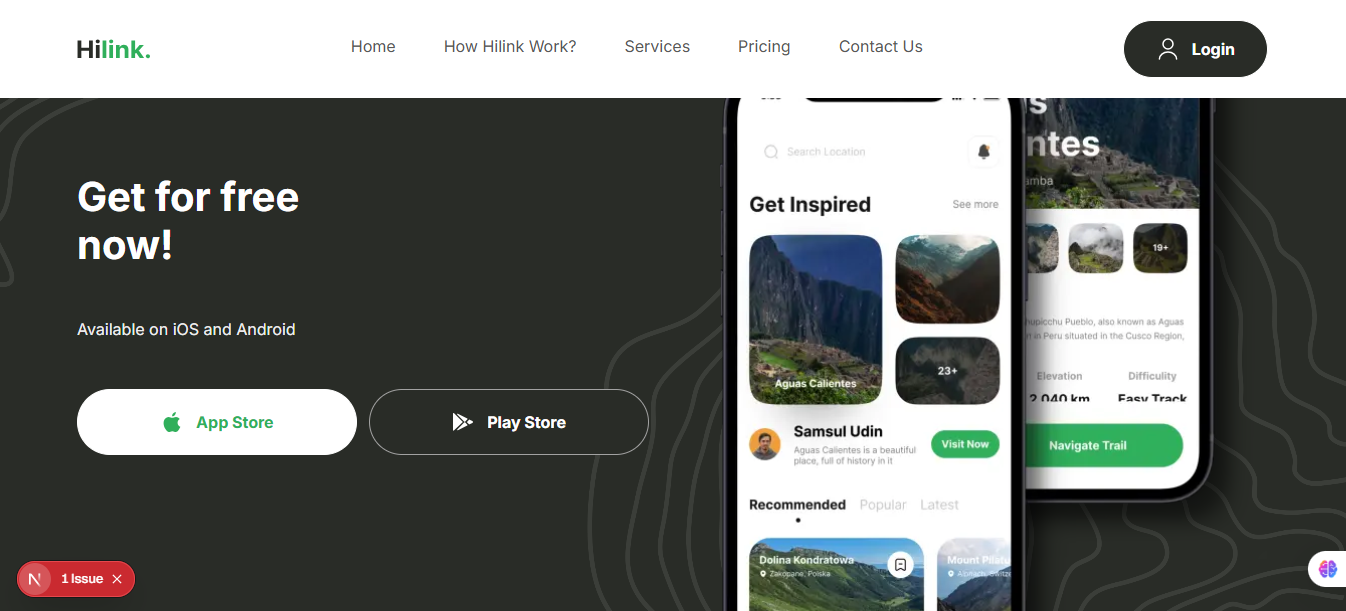 Hilink.
Home
How Hilink Work?
Services
Pricing
Contact Us
Login
Get for free
now!
Available on iOS and Android
App Store
Play Store
Search Location
Get Inspired
See more
Aguas Calientes
23+
Samsul Udin
Aguas Calientes is a beautiful
place, full of history in it
Visit Now
Recommended
Popular
Latest
Dolina Kondratowa
Zakopane, Polska
Mount Pilatu
s
ntes
amba
19+
hupicchu Pueblo, also known as Aguas
in Peru situated in the Cusco Region,
Elevation
Difficulty
2.040 km
Easy Track
Navigate Trail
N
1 Issue